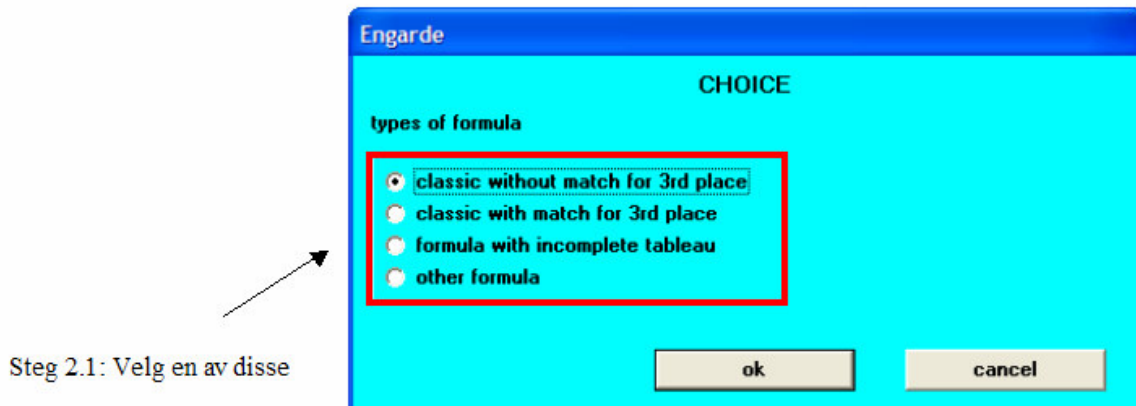 Engarde
CHOICE
types of formula
classic without match for 3rd place
classic with match for 3rd place
formula with incomplete tableau
other formula
Steg 2.1: Velg en av disse
ok
cancel